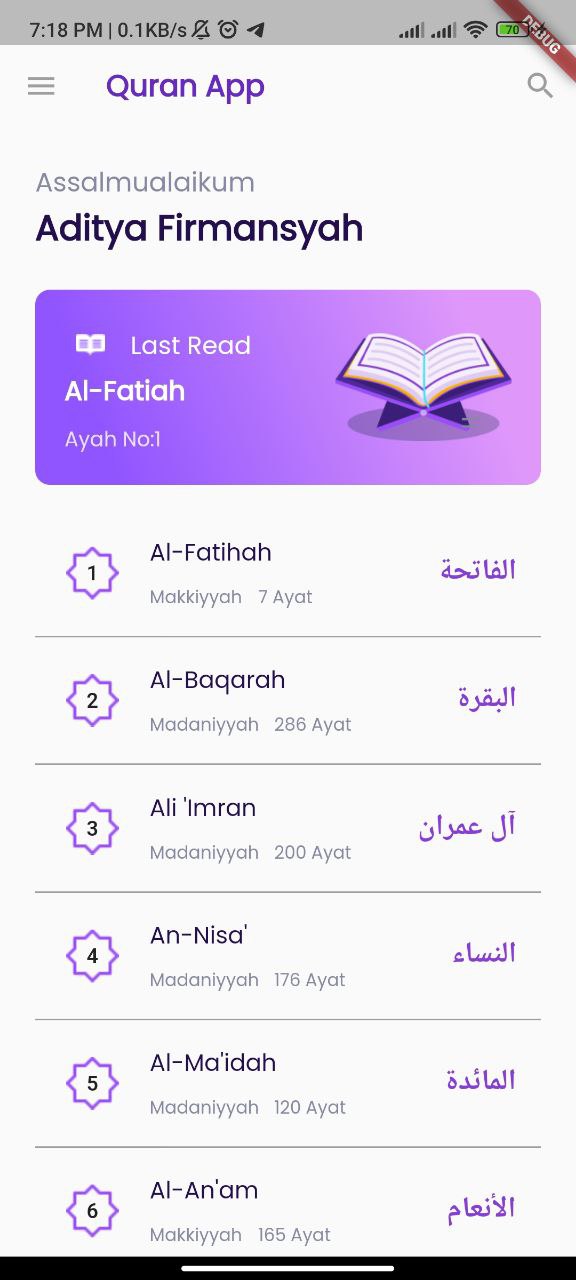 7:18 PM | 0.1KB/s
70
DEBUG
Quran App
Assalmualaikum
Aditya Firmansyah
Last Read
Al-Fatiah
Ayah No:1
1
Al-Fatihah
الفاتحة
Makkiyyah 7 Ayat
2
Al-Baqarah
البقرة
Madaniyyah 286 Ayat
3
Ali 'Imran
آل عمران
Madaniyyah 200 Ayat
4
An-Nisa'
النساء
Madaniyyah 176 Ayat
5
Al-Ma'idah
المائدة
Madaniyyah 120 Ayat
6
Al-An'am
الأنعام
Makkiyyah 165 Ayat